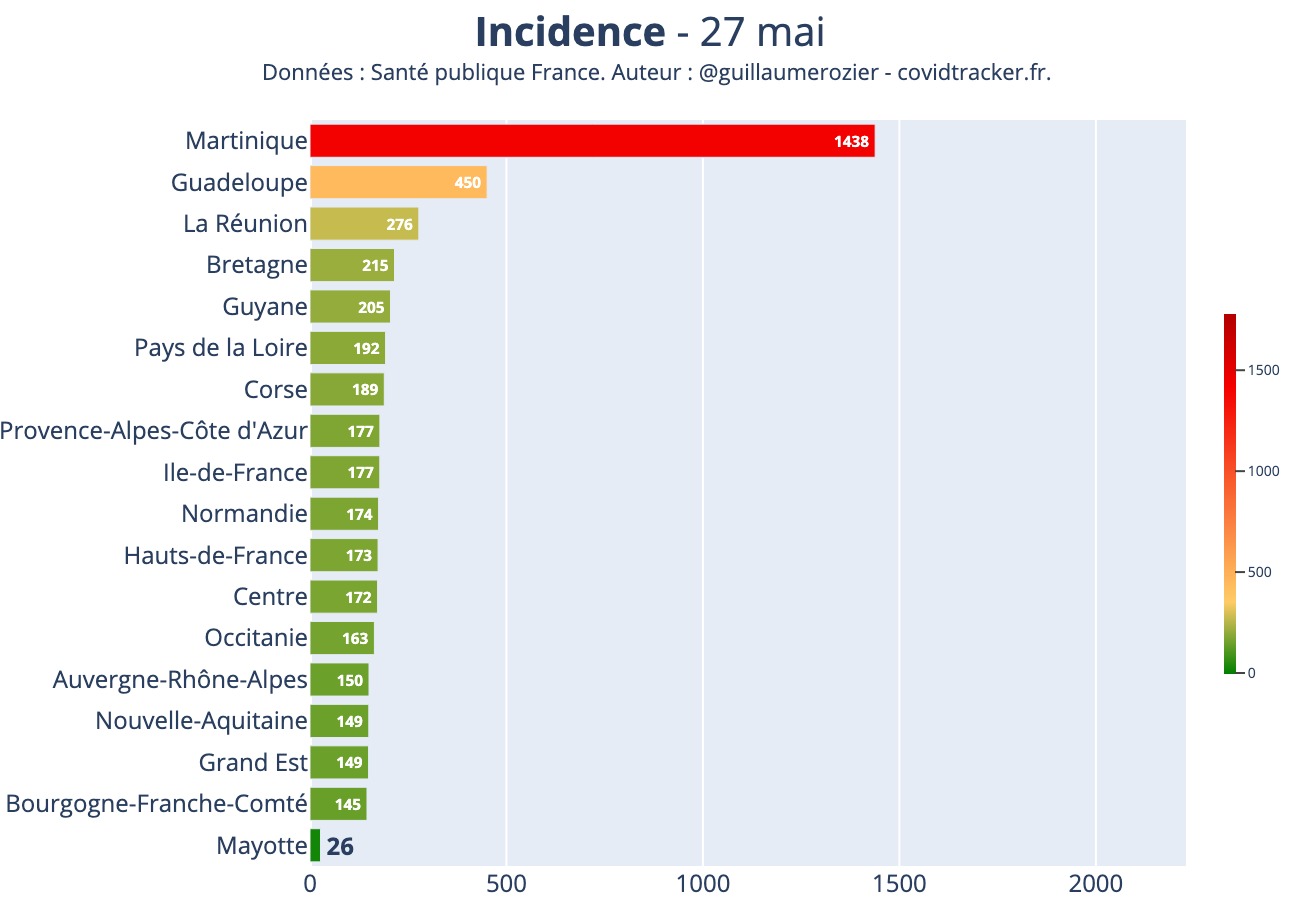 Incidence - 27 mai
Données : Santé publique France. Auteur : @guillaumerozier - covidtracker.fr.
Martinique 1438
Guadeloupe 450
La Réunion 276
Bretagne 215
Guyane 205
Pays de la Loire 192
Corse 189
Provence-Alpes-Côte d'Azur 177
Ile-de-France 177
Normandie 174
Hauts-de-France 173
Centre 172
Occitanie 163
Auvergne-Rhône-Alpes 150
Nouvelle-Aquitaine 149
Grand Est 149
Bourgogne-Franche-Comté 145
Mayotte 26
0 500 1000 1500 2000
1500
1000
500
0